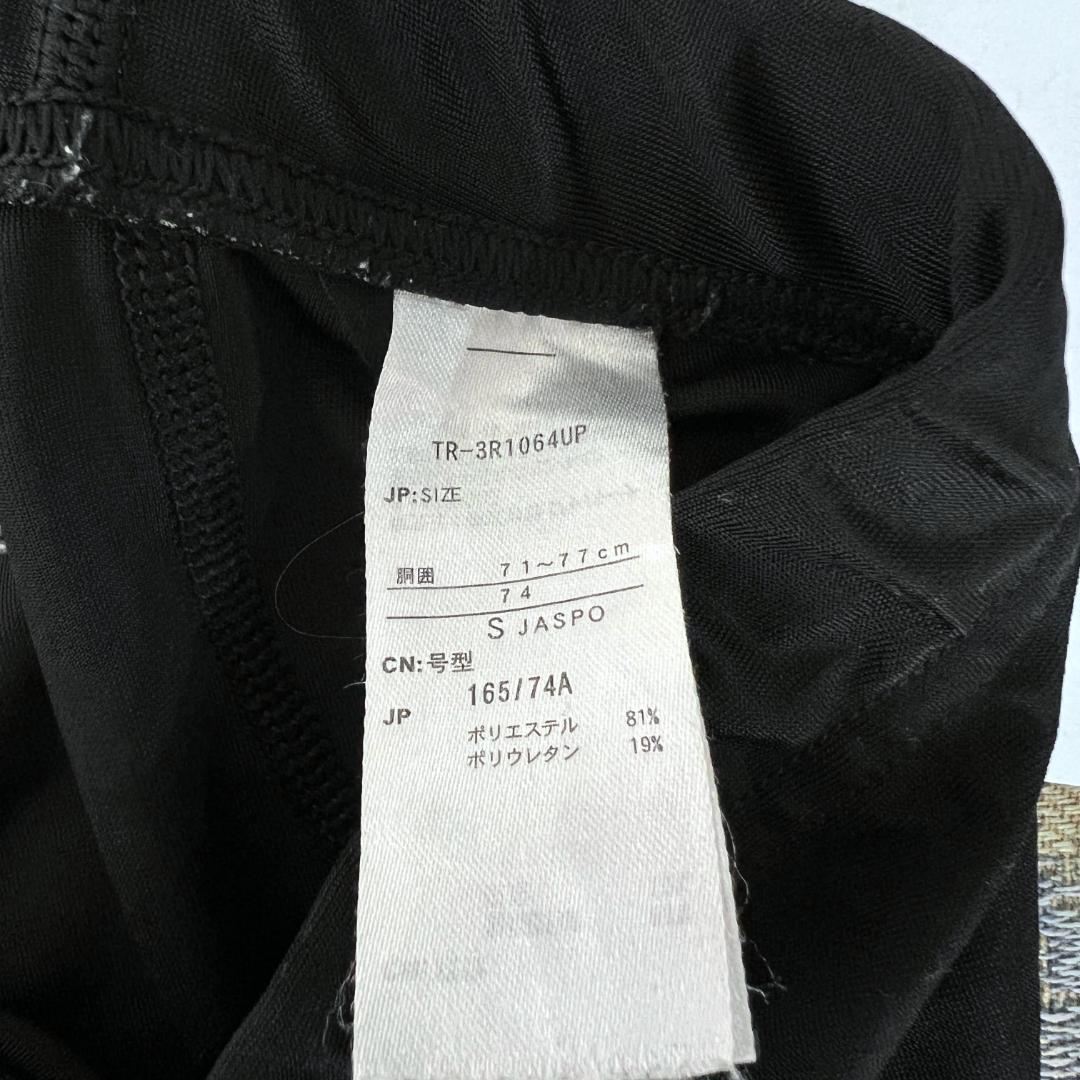 TR-3R1064UP
JP:SIZE
胴囲 71~77cm
74
S JASPO
CN:号型
165/74A
JP
ポリエステル 81%
ポリウレタン 19%